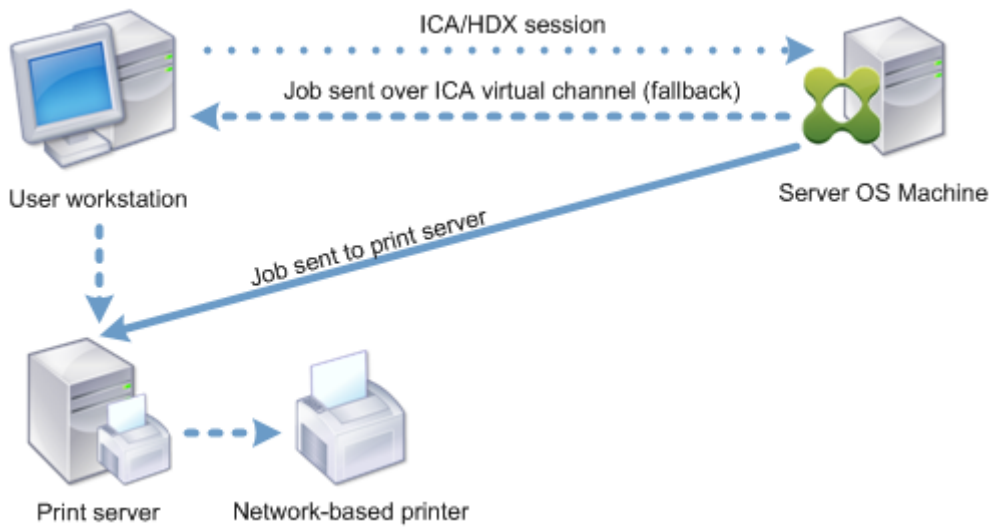 ICA/HDX session
Job sent over ICA virtual channel (fallback)
User workstation
Server OS Machine
Job sent to print server
Print server
Network-based printer